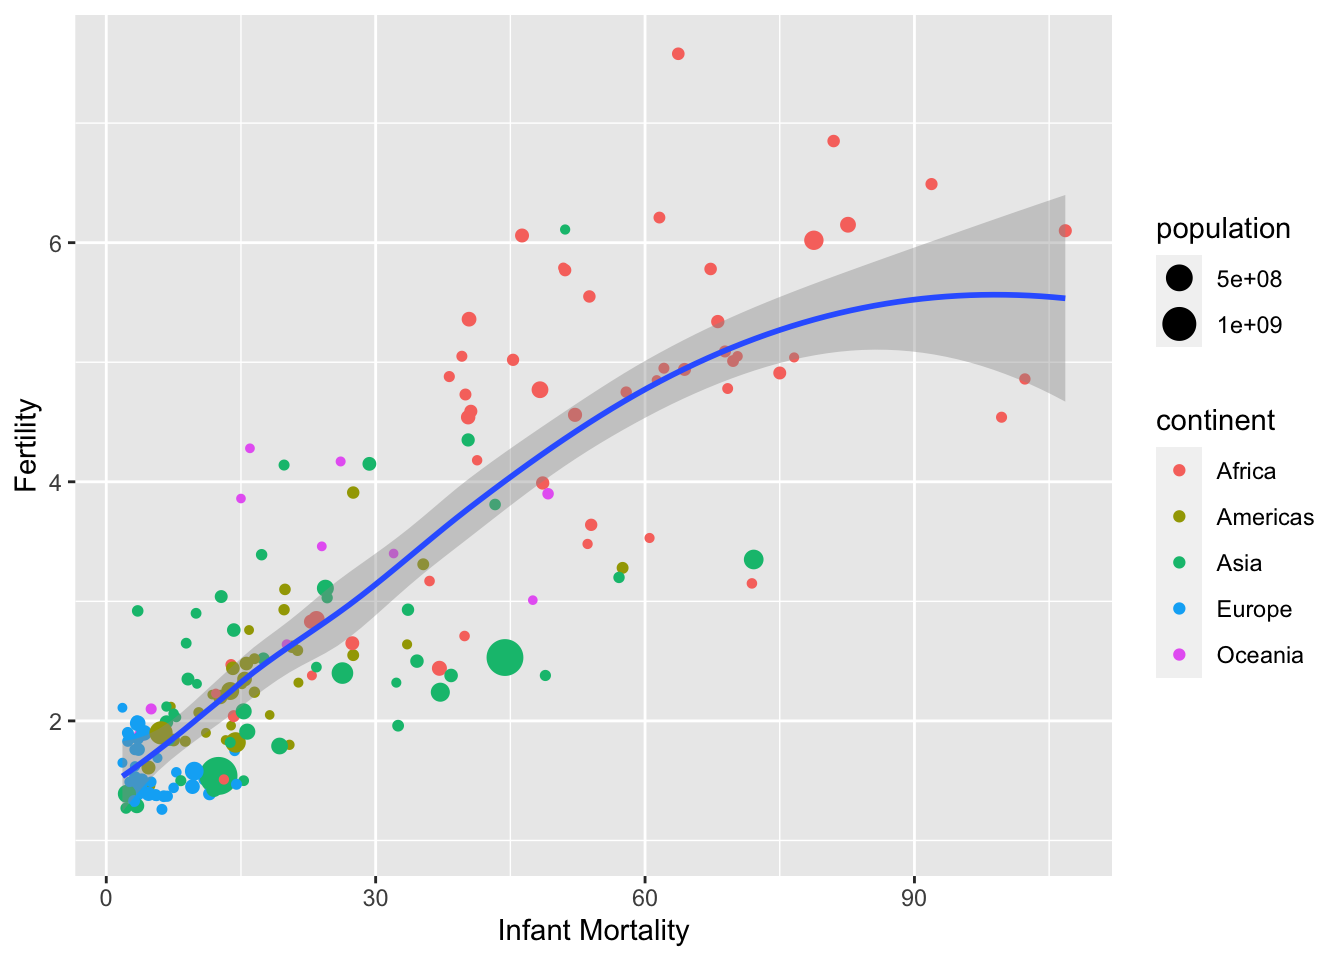 Fertility
6
4
2
0
30
60
90
Infant Mortality
population
5e+08
1e+09
continent
Africa
Americas
Asia
Europe
Oceania